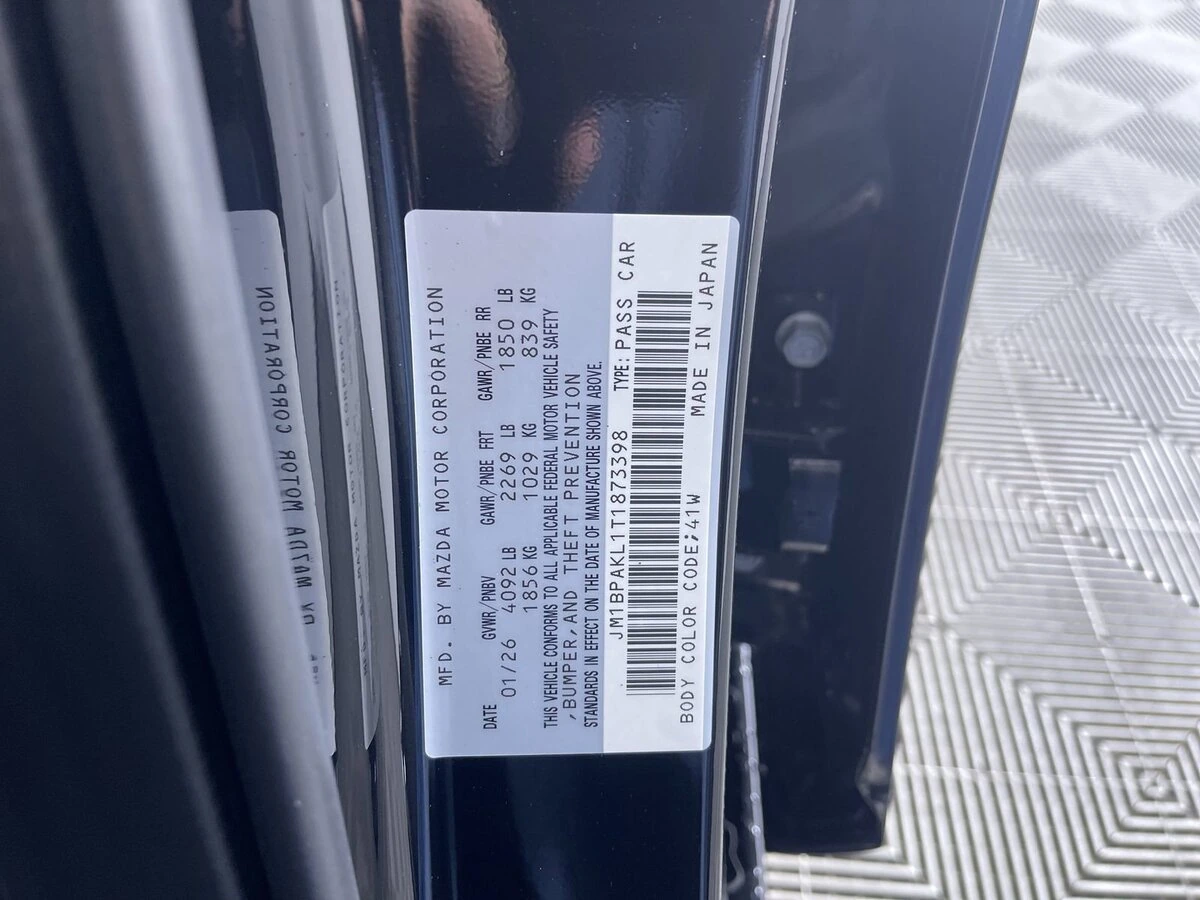 MFD. BY MAZDA MOTOR CORPORATION
DATE GVWR/PNBV GAWR/PNBE FRT GAWR/PNBE RR
01/26 4092 LB 2269 LB 1850 LB
1856 KG 1029 KG 839 KG
THIS VEHICLE CONFORMS TO ALL APPLICABLE FEDERAL MOTOR VEHICLE SAFETY
,BUMPER, AND THEFT PREVENTION
STANDARDS IN EFFECT ON THE DATE OF MANUFACTURE SHOWN ABOVE.
JM1BPAKL1T1873398 TYPE: PASS CAR
BODY COLOR CODE;41W MADE IN JAPAN